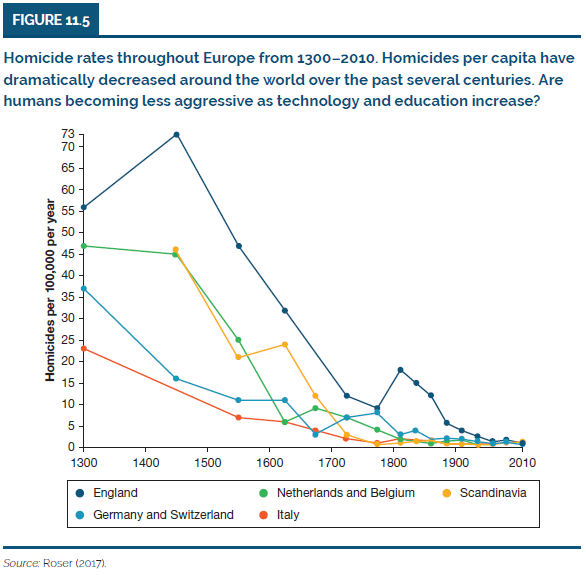 FIGURE 11.5
Homicide rates throughout Europe from 1300–2010. Homicides per capita have
dramatically decreased around the world over the past several centuries. Are
humans becoming less aggressive as technology and education increase?
Homicides per 100,000 per year
73
70
65
60
55
50
45
40
35
30
25
20
15
10
5
0
1300 1400 1500 1600 1700 1800 1900 2010
England Netherlands and Belgium Scandinavia
Germany and Switzerland Italy
Source: Roser (2017).